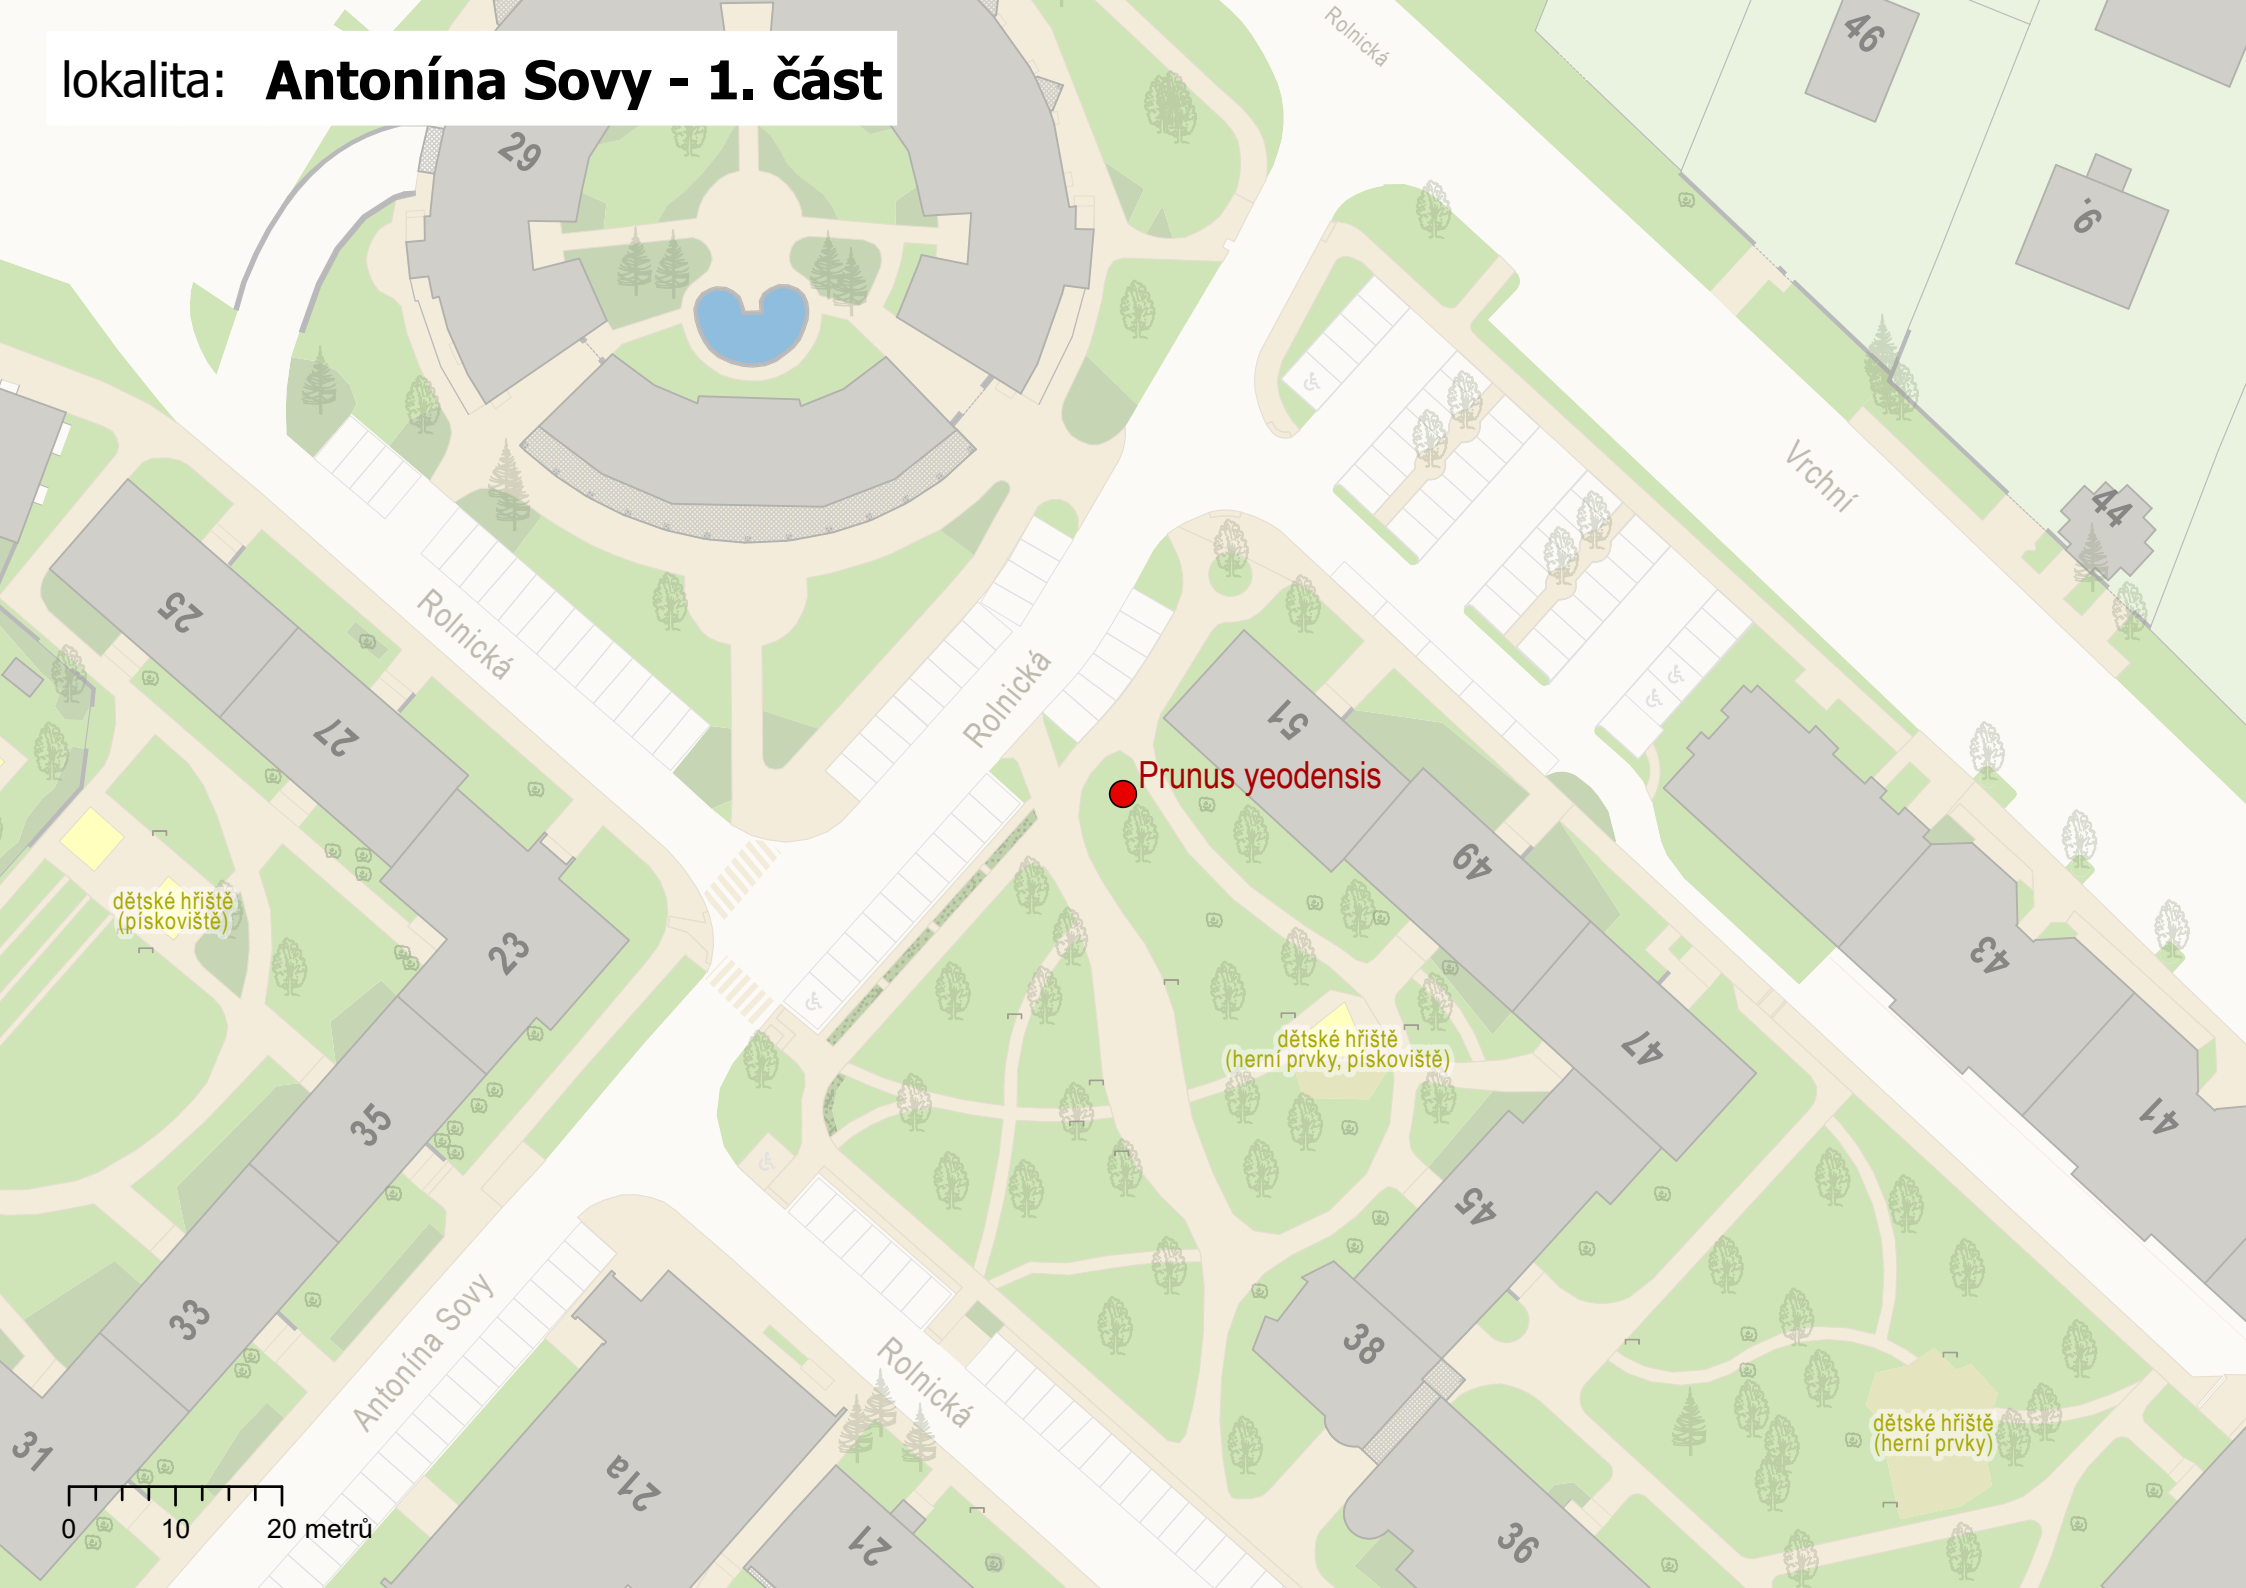 lokalita: Antonína Sovy - 1. část
Rolnická
46
29
9.
Vrchní
44
25
Rolnická
27
Rolnická
51
Prunus yeodensis
49
dětské hřiště
(pískoviště)
23
43
dětské hřiště
(herní prvky, pískoviště)
47
35
41
45
33
Antonína Sovy
38
Rolnická
dětské hřiště
(herní prvky)
31
21a
21
36
0 10 20 metrů